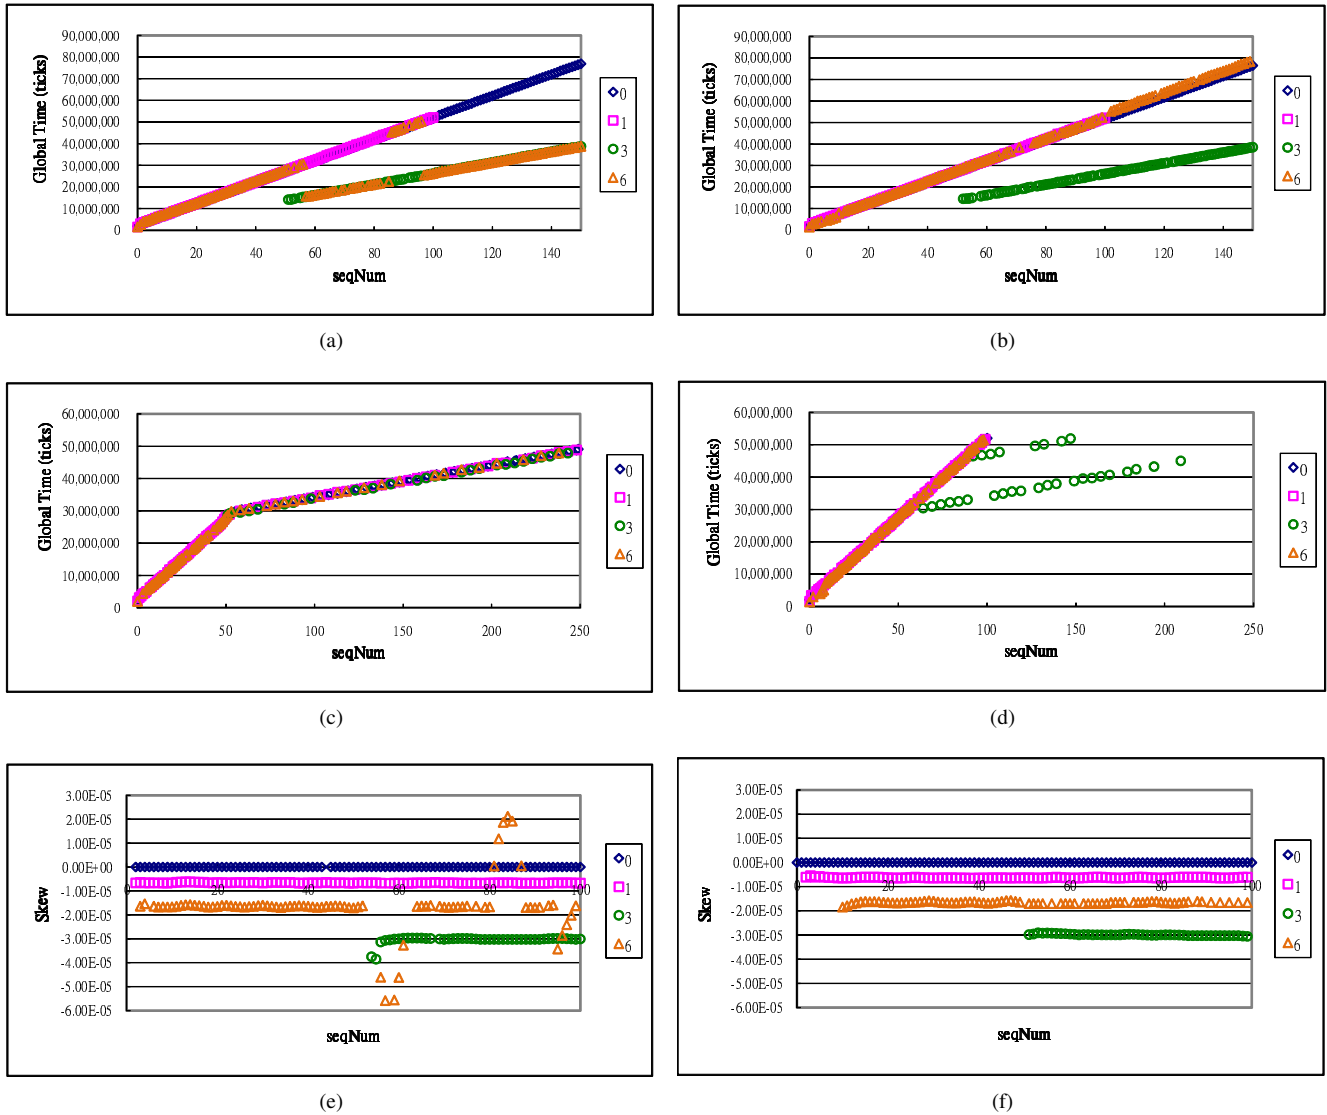 90,000,000
80,000,000
70,000,000
60,000,000
50,000,000
40,000,000
30,000,000
20,000,000
10,000,000
0
Global Time (ticks)
0 20 40 60 80 100 120 140
seqNum
0
1
3
6
(a)
90,000,000
80,000,000
70,000,000
60,000,000
50,000,000
40,000,000
30,000,000
20,000,000
10,000,000
0
Global Time (ticks)
0 20 40 60 80 100 120 140
seqNum
0
1
3
6
(b)
60,000,000
50,000,000
40,000,000
30,000,000
20,000,000
10,000,000
0
Global Time (ticks)
0 50 100 150 200 250
seqNum
0
1
3
6
(c)
60,000,000
50,000,000
40,000,000
30,000,000
20,000,000
10,000,000
0
Global Time (ticks)
0 50 100 150 200 250
seqNum
0
1
3
6
(d)
3.00E-05
2.00E-05
1.00E-05
0.00E+00
-1.00E-05
-2.00E-05
-3.00E-05
-4.00E-05
-5.00E-05
-6.00E-05
Skew
0 20 40 60 80 100
seqNum
0
1
3
6
(e)
3.00E-05
2.00E-05
1.00E-05
0.00E+00
-1.00E-05
-2.00E-05
-3.00E-05
-4.00E-05
-5.00E-05
-6.00E-05
Skew
0 20 40 60 80 100
seqNum
0
1
3
6
(f)